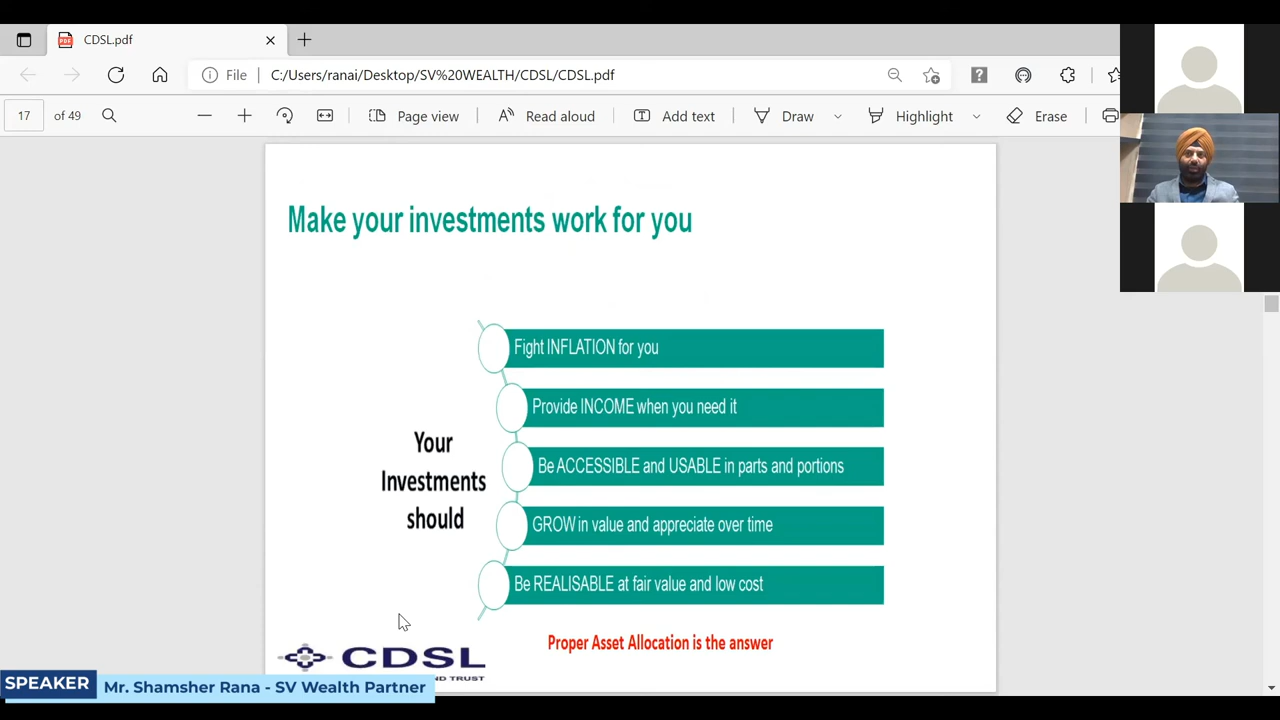 CDSL.pdf
File
C:/Users/ranai/Desktop/SV%20WEALTH/CDSL/CDSL.pdf
17
of 49
Page view
Read aloud
Add text
Draw
Highlight
Erase
Make your investments work for you
Your
Investments
should
Fight INFLATION for you
Provide INCOME when you need it
Be ACCESSIBLE and USABLE in parts and portions
GROW in value and appreciate over time
Be REALISABLE at fair value and low cost
Proper Asset Allocation is the answer
CDSL
ND TRUST
SPEAKER
Mr. Shamsher Rana - SV Wealth Partner